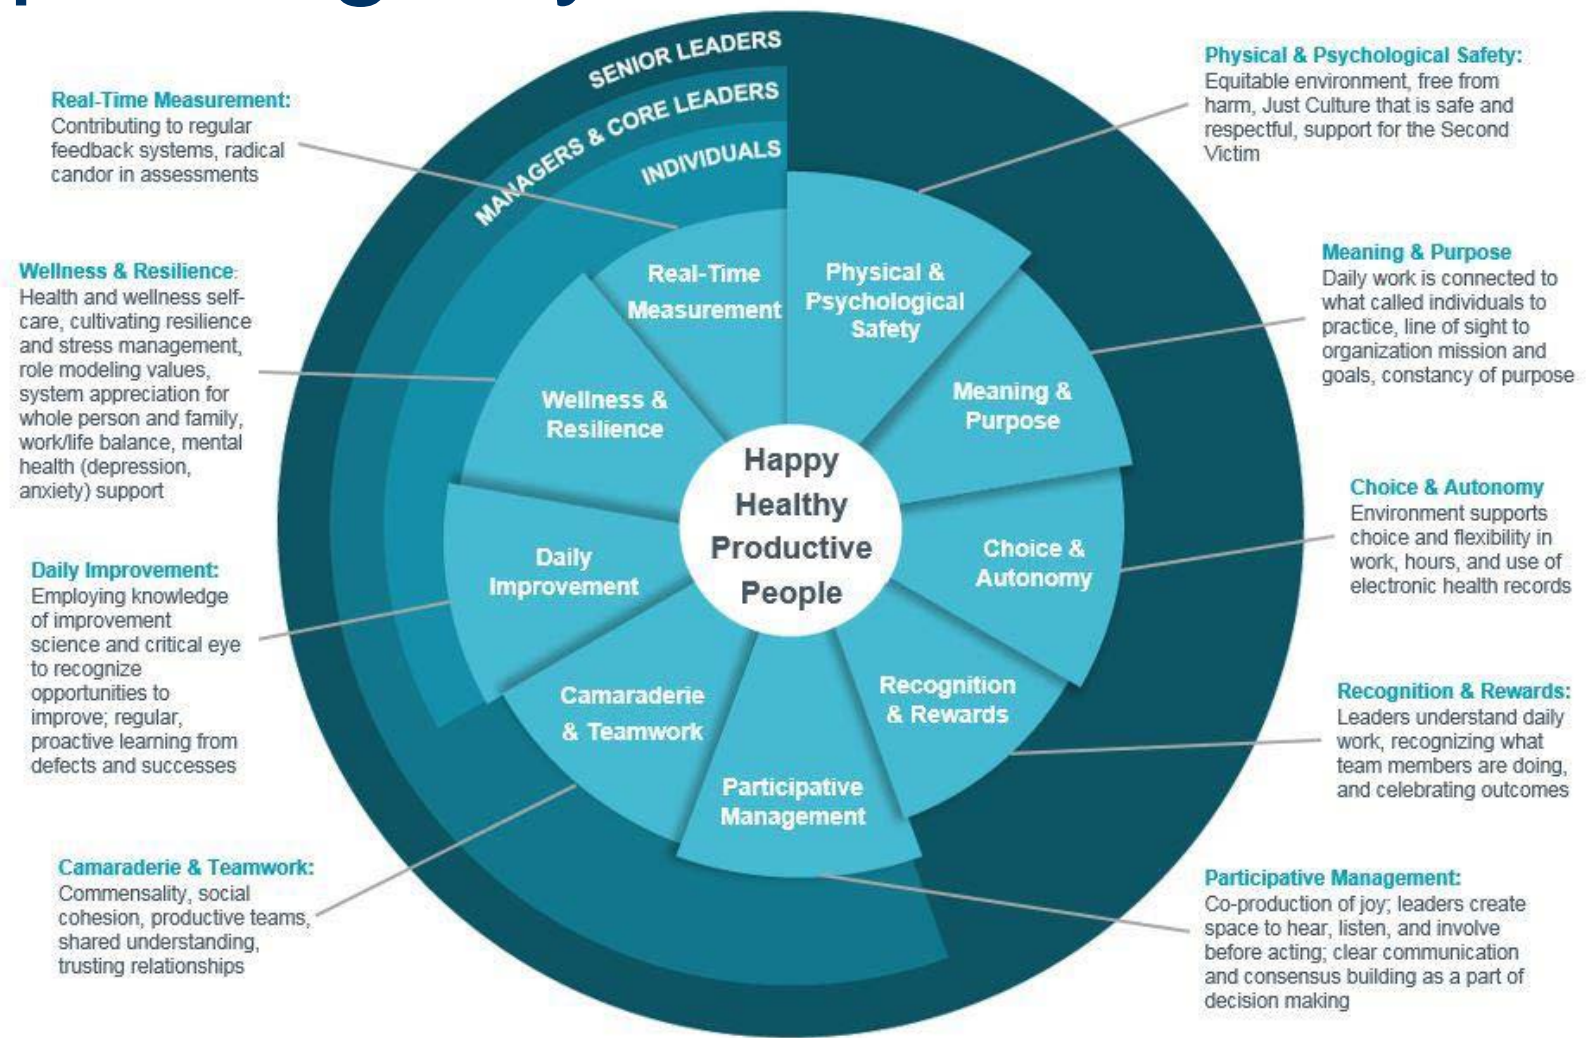 SENIOR LEADERS
MANAGERS & CORE LEADERS
INDIVIDUALS
Real-Time Measurement:
Contributing to regular
feedback systems, radical
candor in assessments
Wellness & Resilience:
Health and wellness self-
care, cultivating resilience
and stress management,
role modeling values,
system appreciation for
whole person and family,
work/life balance, mental
health (depression,
anxiety) support
Daily Improvement:
Employing knowledge
of improvement
science and critical eye
to recognize
opportunities to
improve; regular,
proactive learning from
defects and successes
Camaraderie & Teamwork:
Commensality, social
cohesion, productive teams,
shared understanding,
trusting relationships
Real-Time
Measurement
Physical &
Psychological
Safety
Wellness &
Resilience
Meaning &
Purpose
Happy
Healthy
Productive
People
Daily
Improvement
Choice &
Autonomy
Camaraderie
& Teamwork
Recognition
& Rewards
Participative
Management
Physical & Psychological Safety:
Equitable environment, free from
harm, Just Culture that is safe and
respectful, support for the Second
Victim
Meaning & Purpose
Daily work is connected to
what called individuals to
practice, line of sight to
organization mission and
goals, constancy of purpose
Choice & Autonomy
Environment supports
choice and flexibility in
work, hours, and use of
electronic health records
Recognition & Rewards:
Leaders understand daily
work, recognizing what
team members are doing,
and celebrating outcomes
Participative Management:
Co-production of joy; leaders create
space to hear, listen, and involve
before acting; clear communication
and consensus building as a part of
decision making